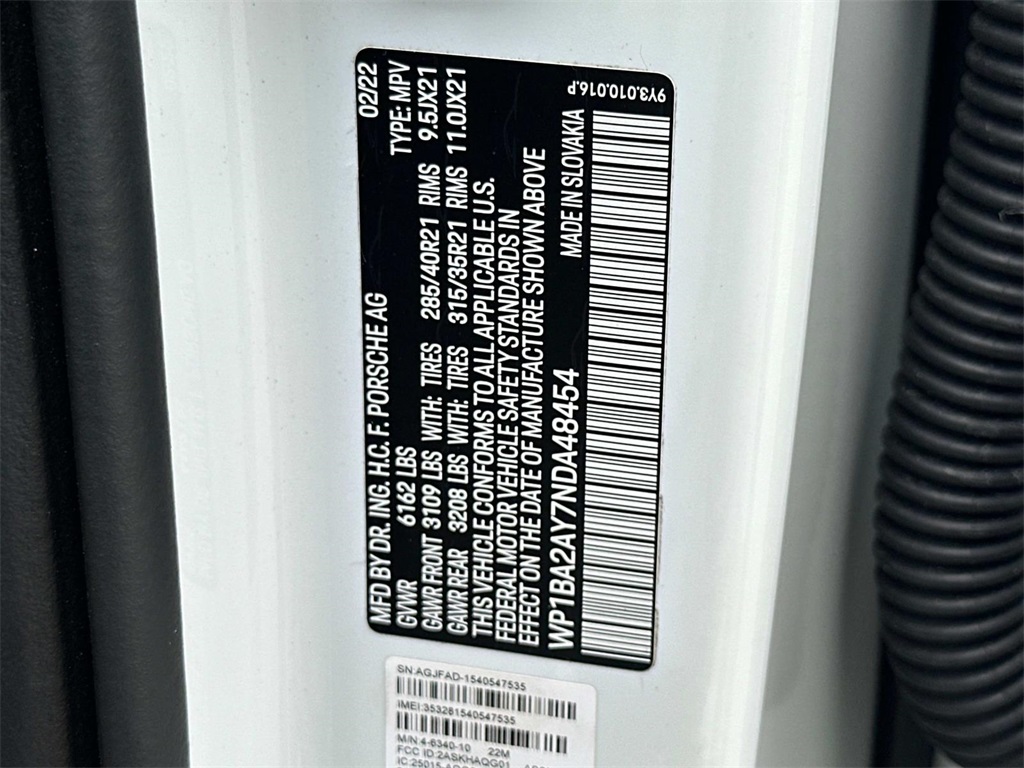 MFD BY DR. ING. H.C. F. PORSCHE AG 02/22
GVWR 6162 LBS TYPE: MPV
GAWR FRONT 3109 LBS WITH: TIRES 285/40R21 RIMS 9.5JX21
GAWR REAR 3208 LBS WITH: TIRES 315/35R21 RIMS 11.0JX21
THIS VEHICLE CONFORMS TO ALL APPLICABLE U.S.
FEDERAL MOTOR VEHICLE SAFETY STANDARDS IN
EFFECT ON THE DATE OF MANUFACTURE SHOWN ABOVE
WP1BA2AY7NDA48454 MADE IN SLOVAKIA
9Y3.010.016.P
SN:AGJFAD-1540547535
IMEI:353281540547535
M/N:4-6340-10 22M
FCC ID:2ASKHAQG01